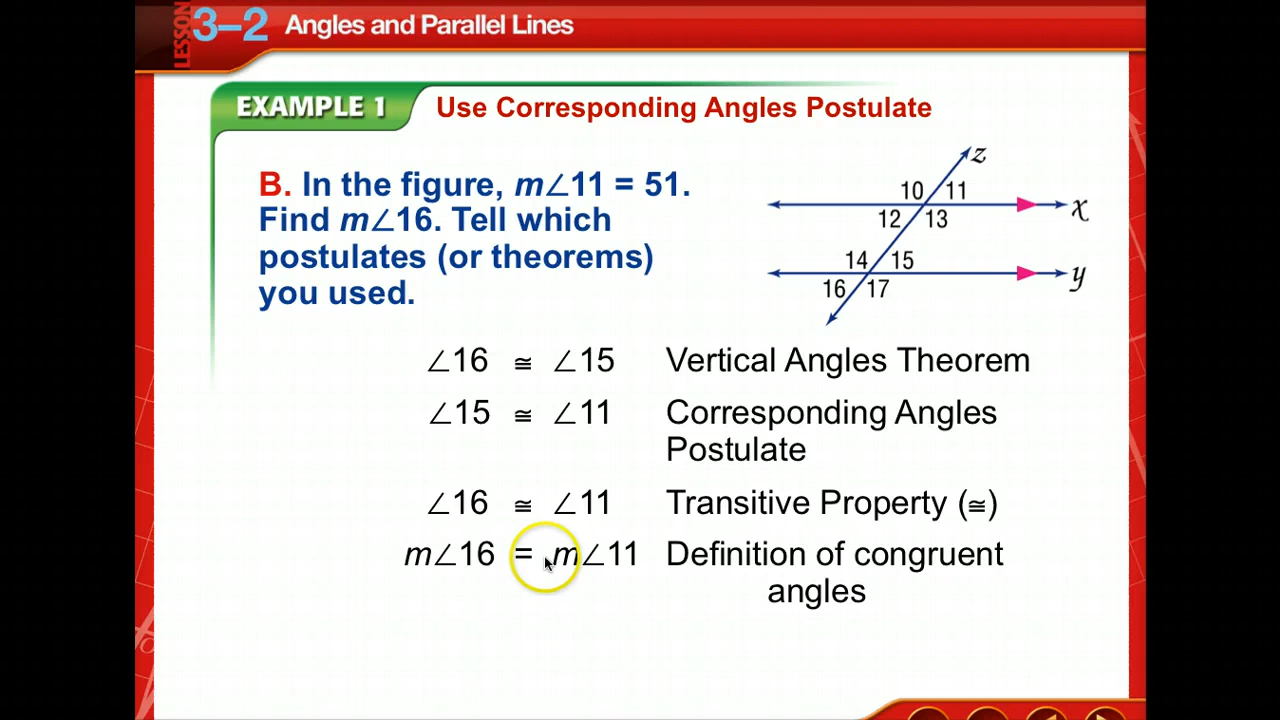 LESSON 3–2 Angles and Parallel Lines
EXAMPLE 1 Use Corresponding Angles Postulate
B. In the figure, m∠11 = 51.
Find m∠16. Tell which
postulates (or theorems)
you used.
z
10 11
x
12 13
14 15
y
16 17
∠16 ≅ ∠15 Vertical Angles Theorem
∠15 ≅ ∠11 Corresponding Angles
Postulate
∠16 ≅ ∠11 Transitive Property (≅)
m∠16 = m∠11 Definition of congruent
angles